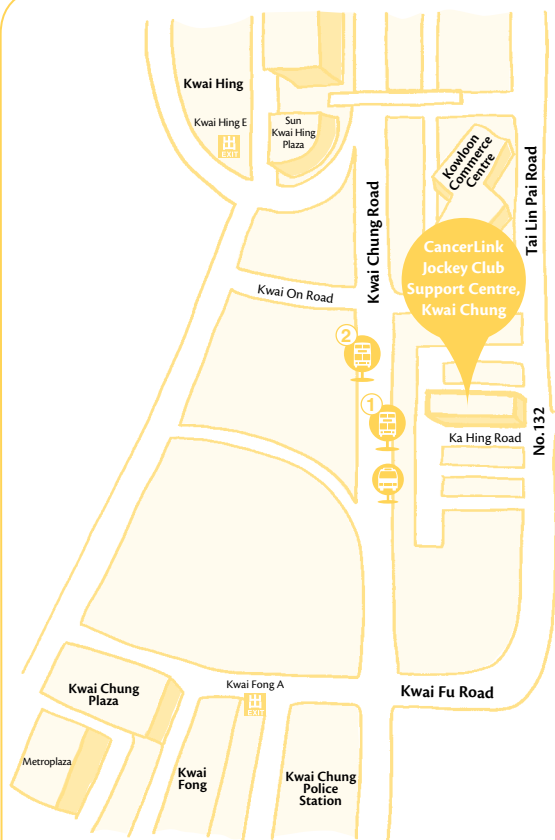 Kwai Hing
Kwai Hing E
EXIT
Sun
Kwai Hing
Plaza
Kowloon
Commerce
Centre
Tai Lin Pai Road
Kwai Chung Road
CancerLink
Jockey Club
Support Centre,
Kwai Chung
Kwai On Road
2
1
No.132
Ka Hing Road
Kwai Fong A
EXIT
Kwai Fu Road
Kwai Chung
Plaza
Metroplaza
Kwai
Fong
Kwai Chung
Police
Station